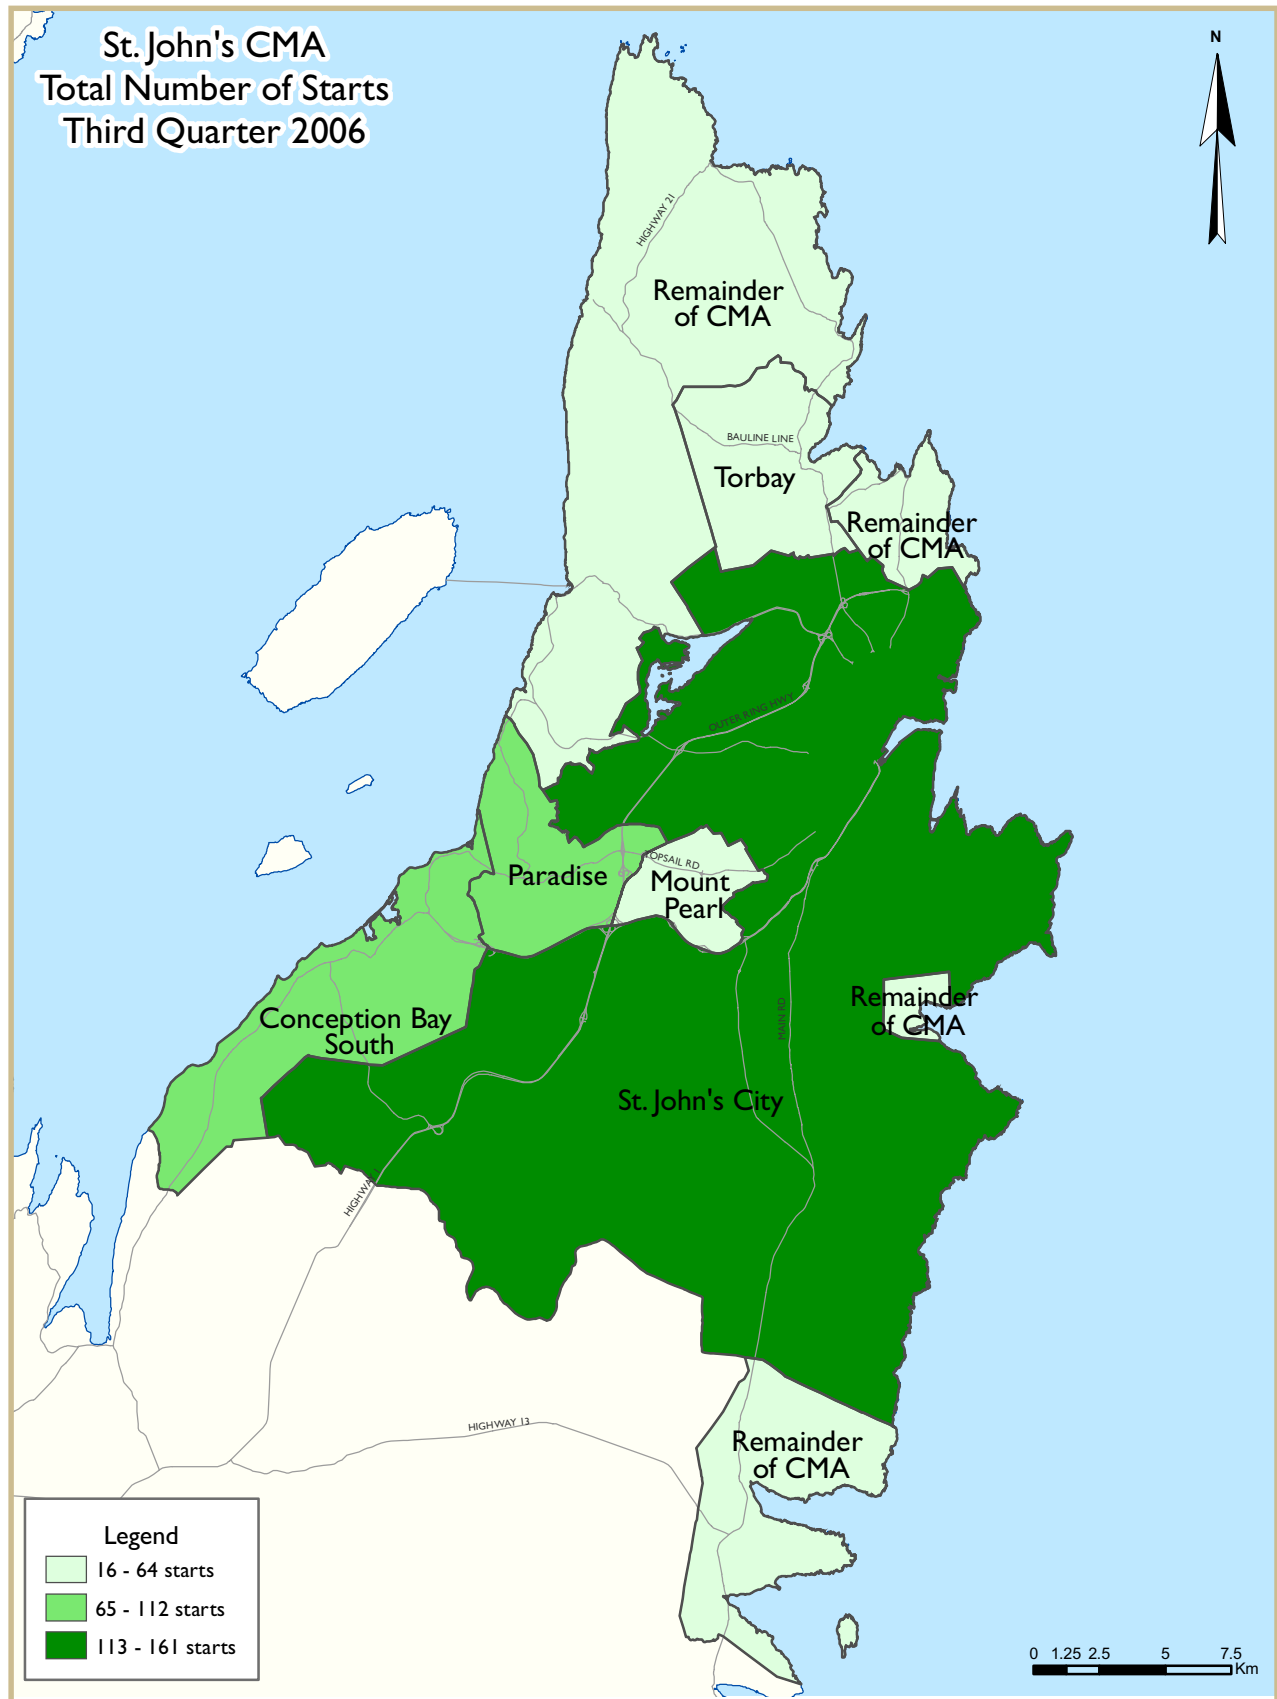 St. John's CMA
Total Number of Starts
Third Quarter 2006
N
HIGHWAY 21
Remainder
of CMA
BAULINE LINE
Torbay
Remainder
of CMA
OUTER RING HWY
TOPSAIL RD
Paradise
Mount
Pearl
Remainder
of CMA
MAIN RD
Conception Bay
South
St. John's City
HIGHWAY 1
HIGHWAY 13
Remainder
of CMA
Legend
16 - 64 starts
65 - 112 starts
113 - 161 starts
0 1.25 2.5 5 7.5
Km